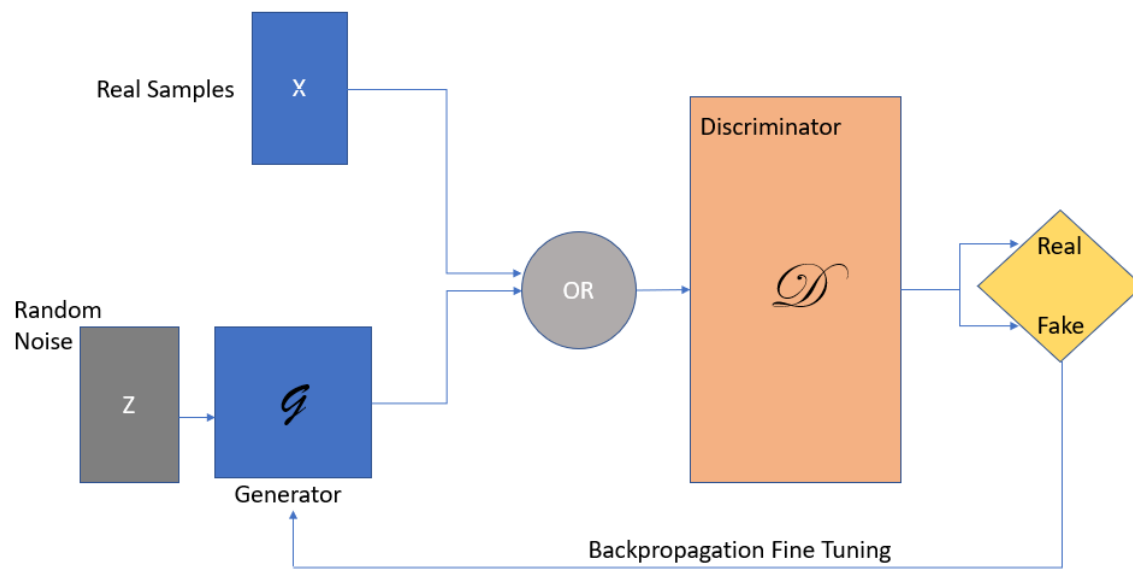 Real Samples
X
Discriminator
Real
OR
𝒟
Random
Noise
Fake
Z
𝒢
Generator
Backpropagation Fine Tuning